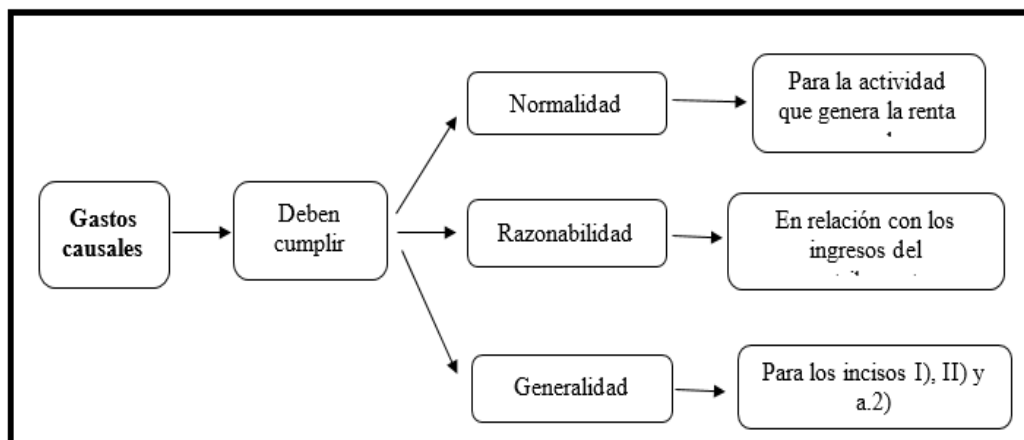 Gastos
causales
Deben
cumplir
Normalidad
Para la actividad
que genera la renta
Razonabilidad
En relación con los
ingresos del
Generalidad
Para los incisos I), II) y
a.2)